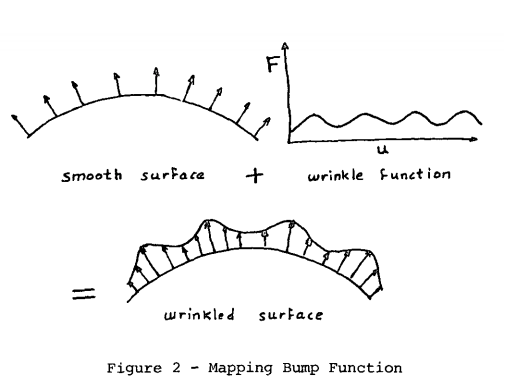 F
u
smooth surface + wrinkle function
=
wrinkled surface
Figure 2 - Mapping Bump Function